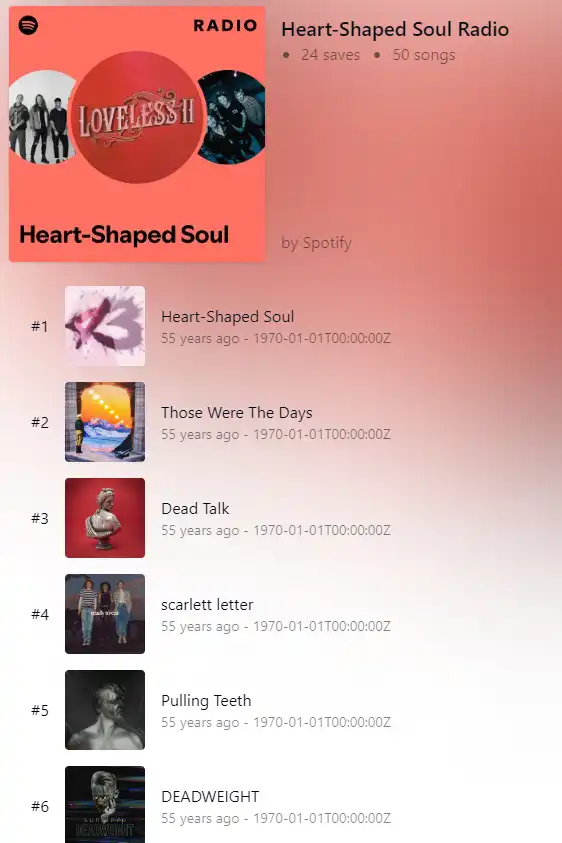 RADIO
LOVELESS II
Heart-Shaped Soul
Heart-Shaped Soul Radio
• 24 saves • 50 songs
by Spotify
#1
Heart-Shaped Soul
55 years ago - 1970-01-01T00:00:00Z
#2
Those Were The Days
55 years ago - 1970-01-01T00:00:00Z
#3
Dead Talk
55 years ago - 1970-01-01T00:00:00Z
#4
scarlett letter
55 years ago - 1970-01-01T00:00:00Z
#5
Pulling Teeth
55 years ago - 1970-01-01T00:00:00Z
#6
sundeep
DEADWEIGHT
DEADWEIGHT
55 years ago - 1970-01-01T00:00:00Z